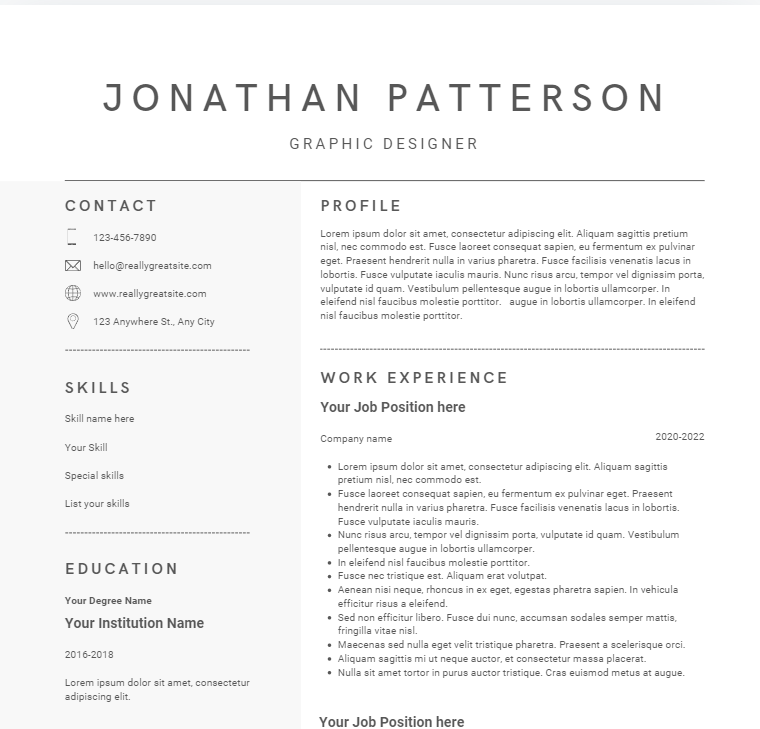 JONATHAN PATTERSON
GRAPHIC DESIGNER
CONTACT
123-456-7890
hello@reallygreatsite.com
www.reallygreatsite.com
123 Anywhere St., Any City
SKILLS
Skill name here
Your Skill
Special skills
List your skills
EDUCATION
Your Degree Name
Your Institution Name
2016-2018
Lorem ipsum dolor sit amet, consectetur
adipiscing elit.
PROFILE
Lorem ipsum dolor sit amet, consectetur adipiscing elit. Aliquam sagittis pretium
nisl, nec commodo est. Fusce laoreet consequat sapien, eu fermentum ex pulvinar
eget. Praesent hendrerit nulla in varius pharetra. Fusce facilisis venenatis lacus in
lobortis. Fusce vulputate iaculis mauris. Nunc risus arcu, tempor vel dignissim porta,
vulputate id quam. Vestibulum pellentesque augue in lobortis ullamcorper. In
eleifend nisl faucibus molestie porttitor. augue in lobortis ullamcorper. In eleifend
nisl faucibus molestie porttitor.
WORK EXPERIENCE
Your Job Position here
Company name 2020-2022
• Lorem ipsum dolor sit amet, consectetur adipiscing elit. Aliquam sagittis
pretium nisl, nec commodo est.
• Fusce laoreet consequat sapien, eu fermentum ex pulvinar eget. Praesent
hendrerit nulla in varius pharetra. Fusce facilisis venenatis lacus in lobortis.
Fusce vulputate iaculis mauris.
• Nunc risus arcu, tempor vel dignissim porta, vulputate id quam. Vestibulum
pellentesque augue in lobortis ullamcorper.
• In eleifend nisl faucibus molestie porttitor.
• Fusce nec tristique est. Aliquam erat volutpat.
• Aenean nisi neque, rhoncus in ex eget, egestas pharetra sapien. In vehicula
efficitur risus a eleifend.
• Sed non efficitur libero. Fusce dui nunc, accumsan sodales semper mattis,
fringilla vitae nisl.
• Maecenas sed nulla eget velit tristique pharetra. Praesent a scelerisque orci.
• Aliquam sagittis mi ut neque auctor, et consectetur massa placerat.
• Nulla sit amet tortor in purus auctor tristique. Cras euismod metus at augue.
Your Job Position here